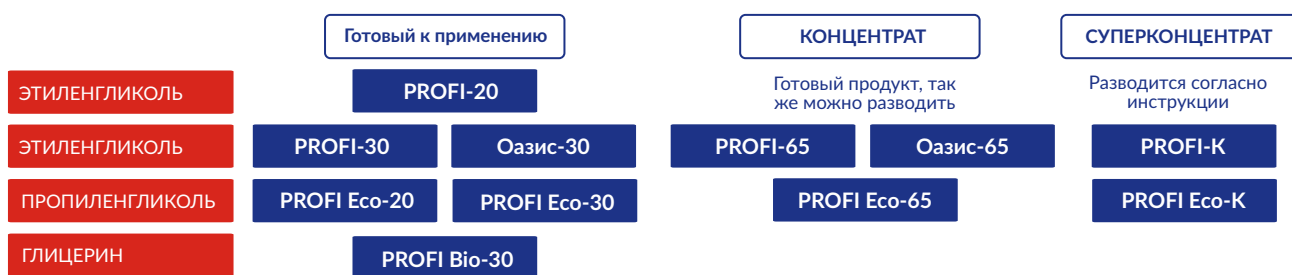 Готовый к применению
КОНЦЕНТРАТ
СУПЕРКОНЦЕНТРАТ
ЭТИЛЕНГЛИКОЛЬ
PROFI-20
Готовый продукт, так
же можно разводить
Разводится согласно
инструкции
ЭТИЛЕНГЛИКОЛЬ
PROFI-30
Оазис-30
PROFI-65
Оазис-65
PROFI-K
ПРОПИЛЕНГЛИКОЛЬ
PROFI Eco-20
PROFI Eco-30
PROFI Eco-65
PROFI Eco-K
ГЛИЦЕРИН
PROFI Bio-30